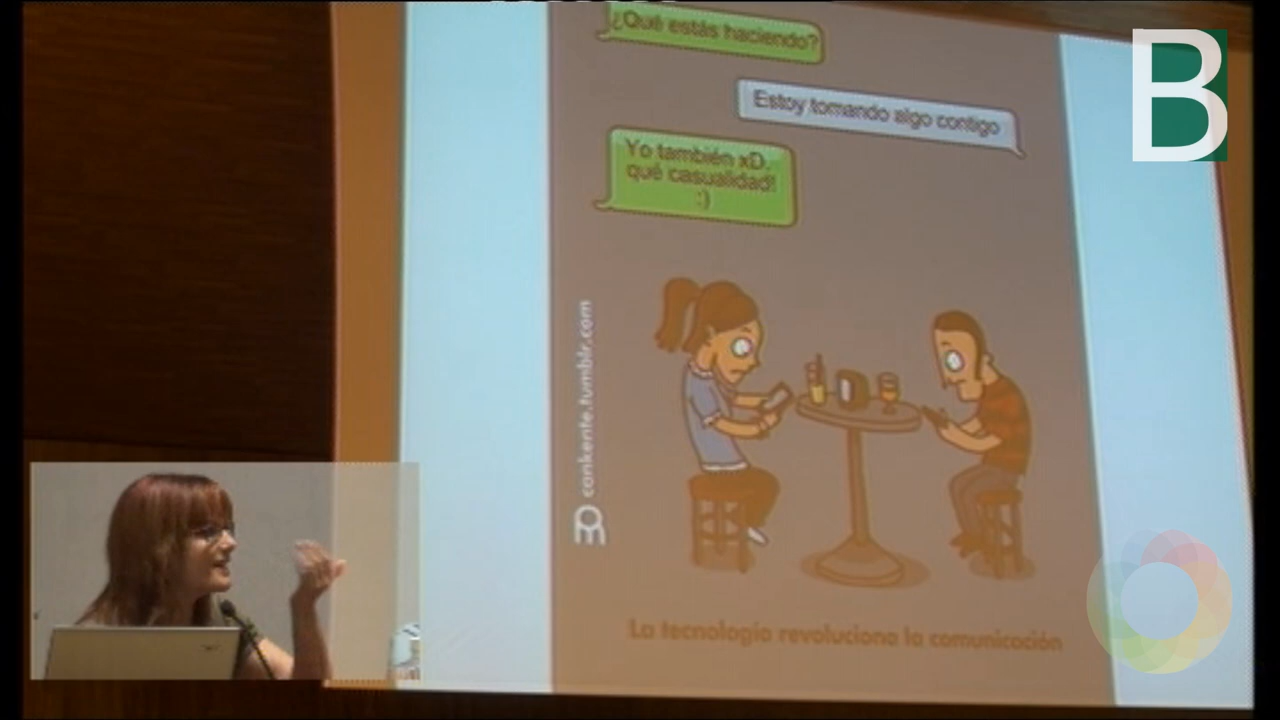 ¿Qué estás haciendo?
Estoy tomando algo contigo
Yo también xD.
qué casualidad!
:)
conkente.tumblr.com
La tecnología revoluciona la comunicación
B